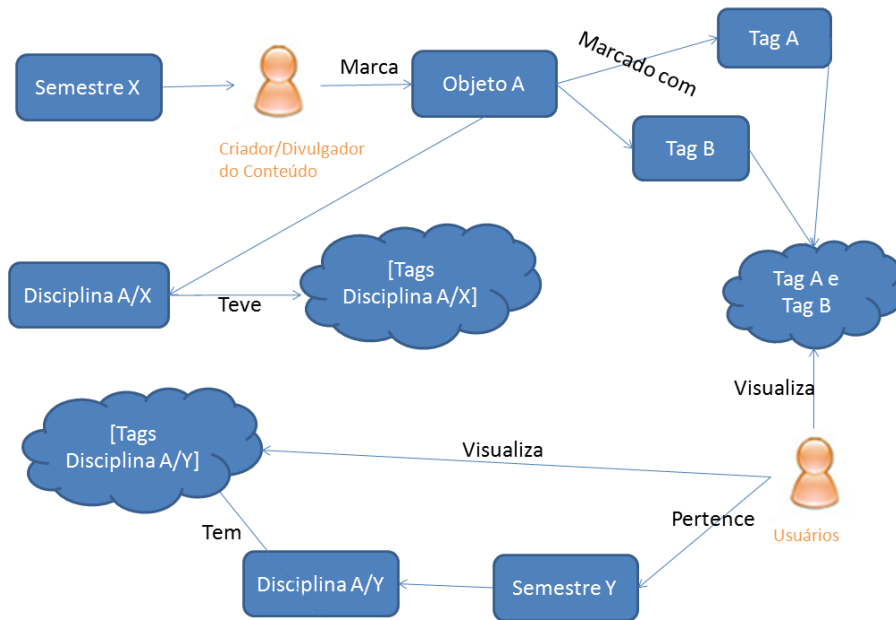 Tag A
Marcado com
Marca
Semestre X
Objeto A
Tag B
Criador/Divulgador
do Conteúdo
[Tags
Disciplina A/X]
Tag A e
Tag B
Disciplina A/X
Teve
Visualiza
[Tags
Disciplina A/Y]
Visualiza
Pertence
Usuários
Tem
Disciplina A/Y
Semestre Y